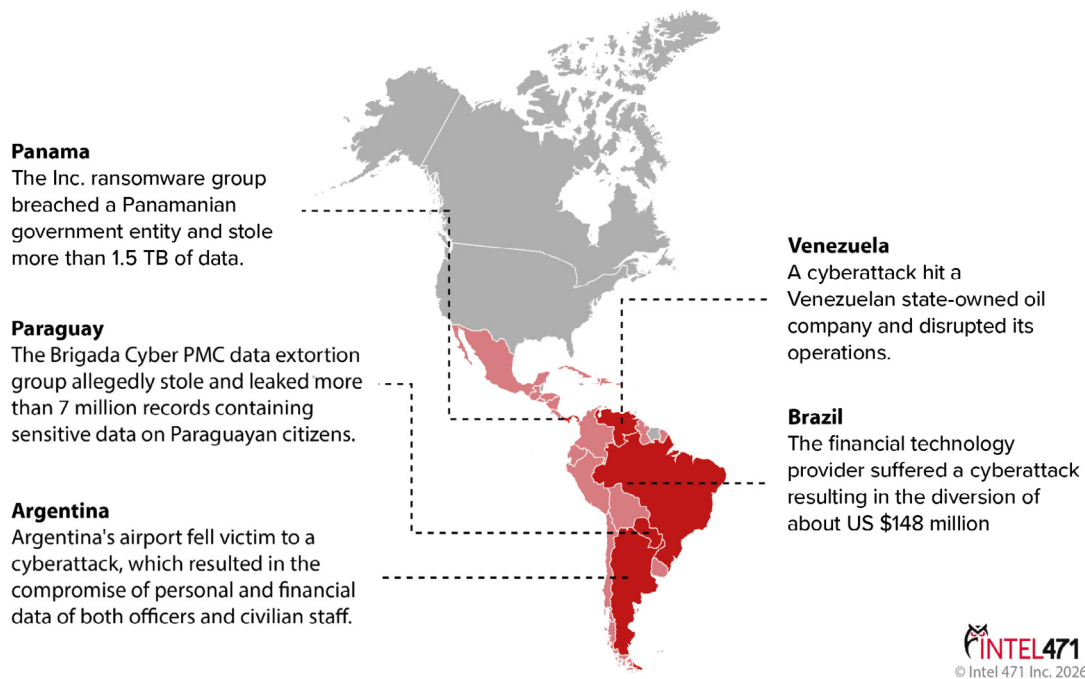 Panama
The Inc. ransomware group
breached a Panamanian
government entity and stole
more than 1.5 TB of data.
Paraguay
The Brigada Cyber PMC data extortion
group allegedly stole and leaked more
than 7 million records containing
sensitive data on Paraguayan citizens.
Argentina
Argentina's airport fell victim to a
cyberattack, which resulted in the
compromise of personal and financial
data of both officers and civilian staff.
Venezuela
A cyberattack hit a
Venezuelan state-owned oil
company and disrupted its
operations.
Brazil
The financial technology
provider suffered a cyberattack
resulting in the diversion of
about US $148 million
INTEL471
© Intel 471 Inc. 2026